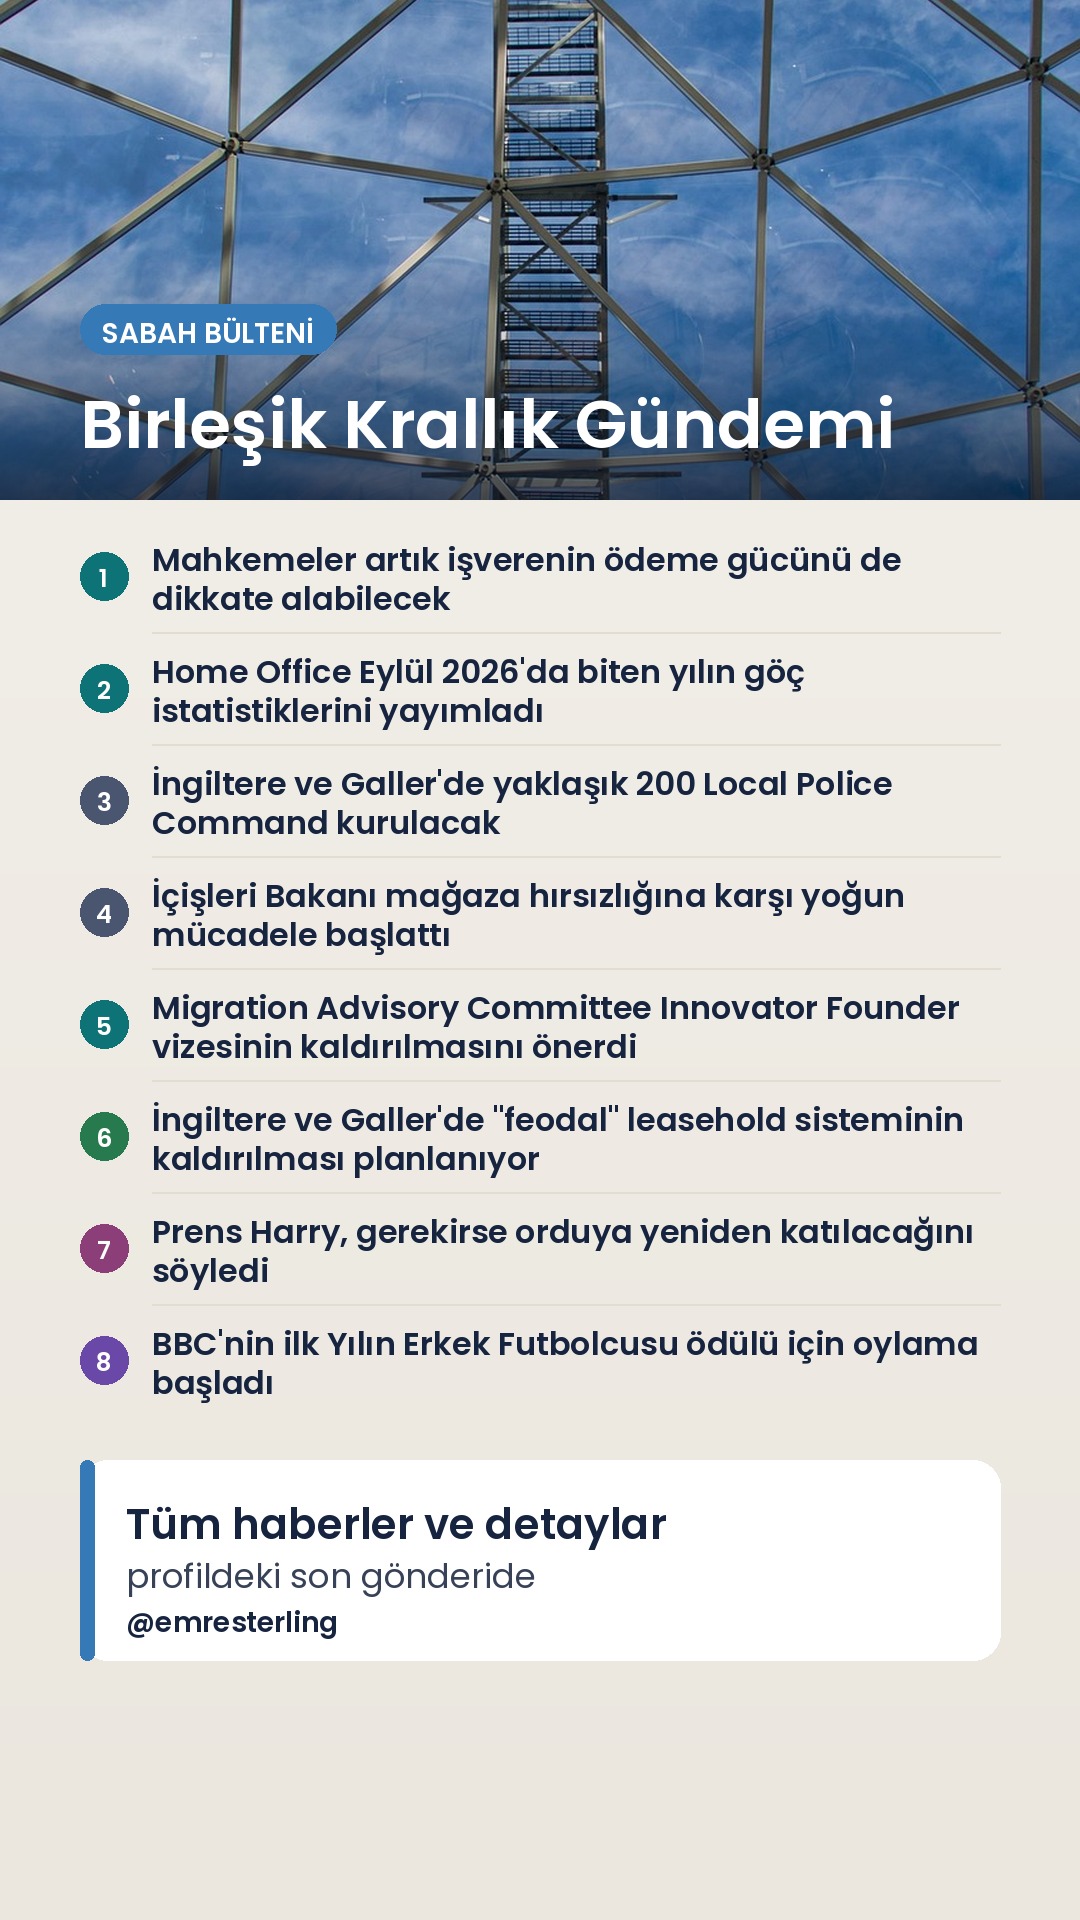 SABAH BÜLTENİ
Birleşik Krallık Gündemi
1
Mahkemeler artık işverenin ödeme gücünü de
dikkate alabilecek
2
Home Office Eylül 2026'da biten yılın göç
istatistiklerini yayımladı
3
İngiltere ve Galler'de yaklaşık 200 Local Police
Command kurulacak
4
İçişleri Bakanı mağaza hırsızlığına karşı yoğun
mücadele başlattı
5
Migration Advisory Committee Innovator Founder
vizesinin kaldırılmasını önerdi
6
İngiltere ve Galler'de "feodal" leasehold sisteminin
kaldırılması planlanıyor
7
Prens Harry, gerekirse orduya yeniden katılacağını
söyledi
8
BBC'nin ilk Yılın Erkek Futbolcusu ödülü için oylama
başladı
Tüm haberler ve detaylar
profildeki son gönderide
@emresterling